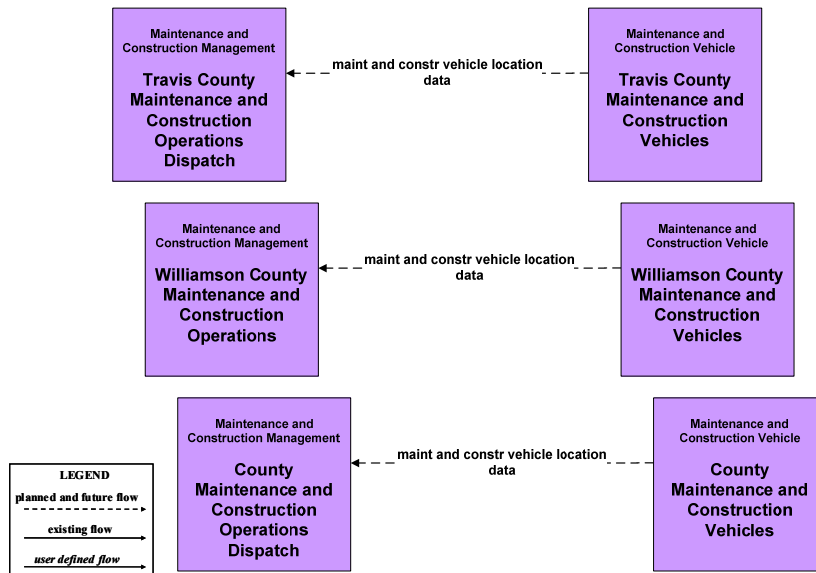 Maintenance and
Construction Management
Travis County
Maintenance and
Construction
Operations
Dispatch
maint and constr vehicle location
data
Maintenance and
Construction Vehicle
Travis County
Maintenance and
Construction
Vehicles
Maintenance and
Construction Management
Williamson County
Maintenance and
Construction
Operations
maint and constr vehicle location
data
Maintenance and
Construction Vehicle
Williamson County
Maintenance and
Construction
Vehicles
Maintenance and
Construction Management
County
Maintenance and
Construction
Operations
Dispatch
maint and constr vehicle location
data
Maintenance and
Construction Vehicle
County
Maintenance and
Construction
Vehicles
LEGEND
planned and future flow
existing flow
user defined flow